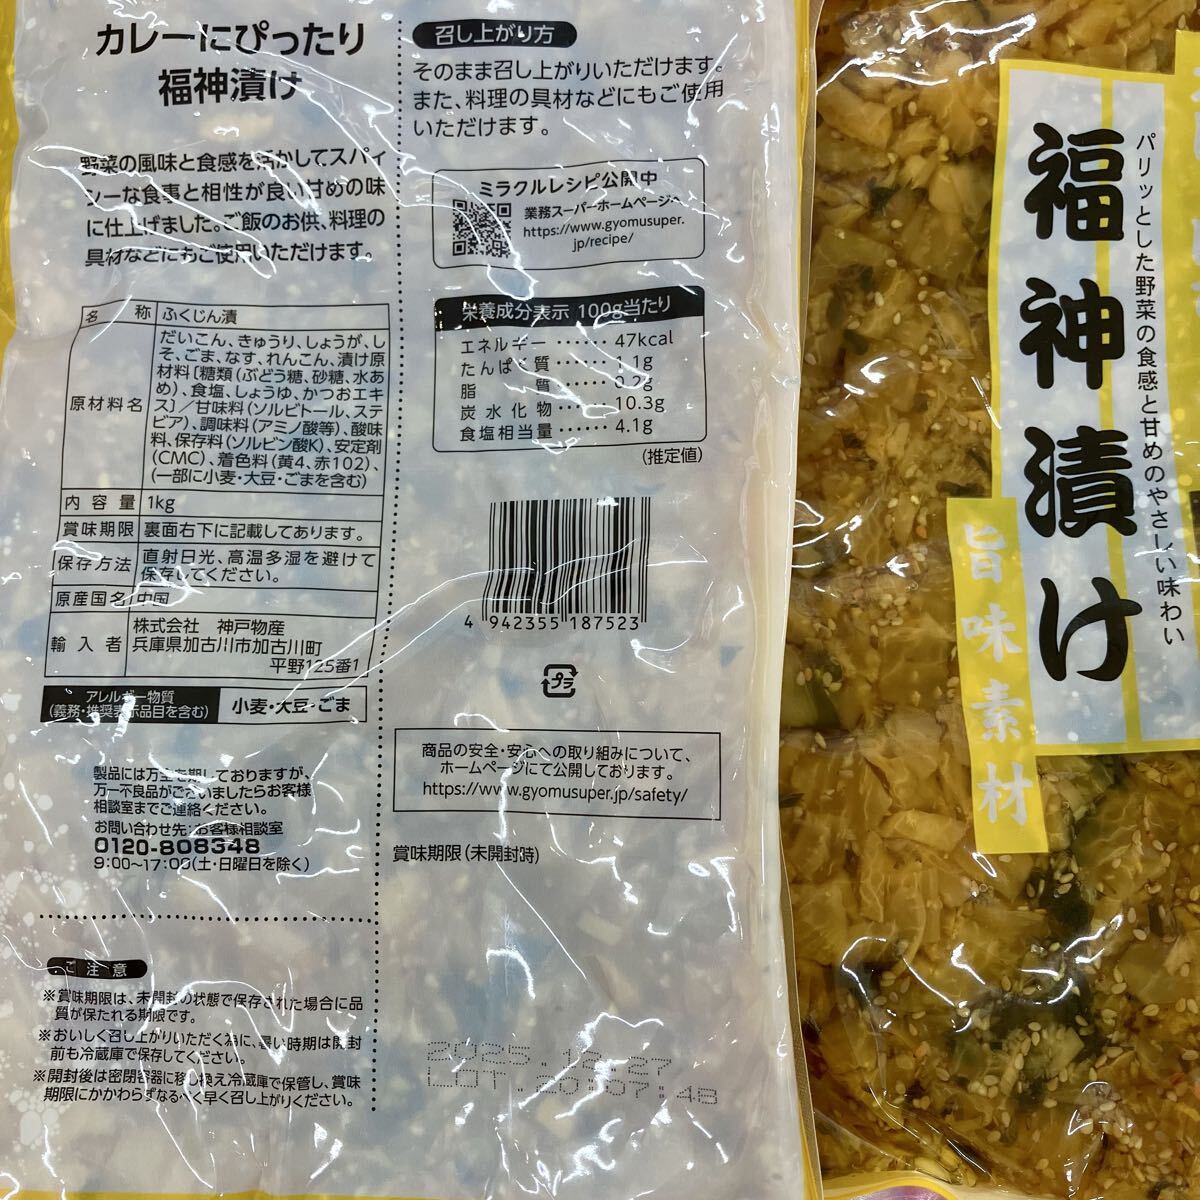 カレーにぴったり
福神漬け
野菜の風味と食感を活かしてスパイ
シーな食事と相性が良い甘めの味
に仕上げました。ご飯のお供、料理の
具材などにもご使用いただけます。
名称 ふくじん漬
原材料名 だいこん、きゅうり、しょうが、し
そ、ごま、なす、れんこん、漬け原
材料〔糖類（ぶどう糖、砂糖、水あ
め）、食塩、しょうゆ、かつおエキ
ス〕／甘味料（ソルビトール、ステ
ビア）、調味料（アミノ酸等）、酸味
料、保存料（ソルビン酸K）、安定剤
（CMC）、着色料（黄4、赤102）、
（一部に小麦・大豆・ごまを含む）
内容量 1kg
賞味期限 裏面右下に記載してあります。
保存方法 直射日光、高温多湿を避けて
保存してください。
原産国名 中国
輸入者 株式会社 神戸物産
兵庫県加古川市加古川町
平野125番1
アレルギー物質
（義務・推奨表示品目を含む） 小麦・大豆・ごま
製品には万全を期しておりますが、
万一不良品がございましたらお客様
相談室までご連絡ください。
お問い合わせ先：お客様相談室
0120-808348
9:00〜17:00（土・日曜日を除く）
ご注意
※賞味期限は、未開封の状態で保存された場合に品
質が保たれる期限です。
※おいしく召し上がりいただく為に、暑い時期は開封
前も冷蔵庫で保存してください。
※開封後は密閉容器に移し換え冷蔵庫で保管し、賞味
期限にかかわらずなるべく早く召し上がりください。
召し上がり方
そのまま召し上がりいただけます。
また、料理の具材などにもご使用
いただけます。
ミラクルレシピ公開中
業務スーパーホームページへ
https://www.gyomusuper.
jp/recipe/
栄養成分表示 100g当たり
エネルギー・・・・・・47kcal
たんぱく質・・・・・・1.1g
脂質・・・・・・0.2g
炭水化物・・・・・・10.3g
食塩相当量・・・・・・4.1g
（推定値）
4 942355 187523
プラ
商品の安全・安心への取り組みについて、
ホームページにて公開しております。
https://www.gyomusuper.jp/safety/
賞味期限（未開封時）
2025.12.27
LOT.20:07:48
パリッとした野菜の食感と甘めのやさしい味わい
福神漬け
旨味素材